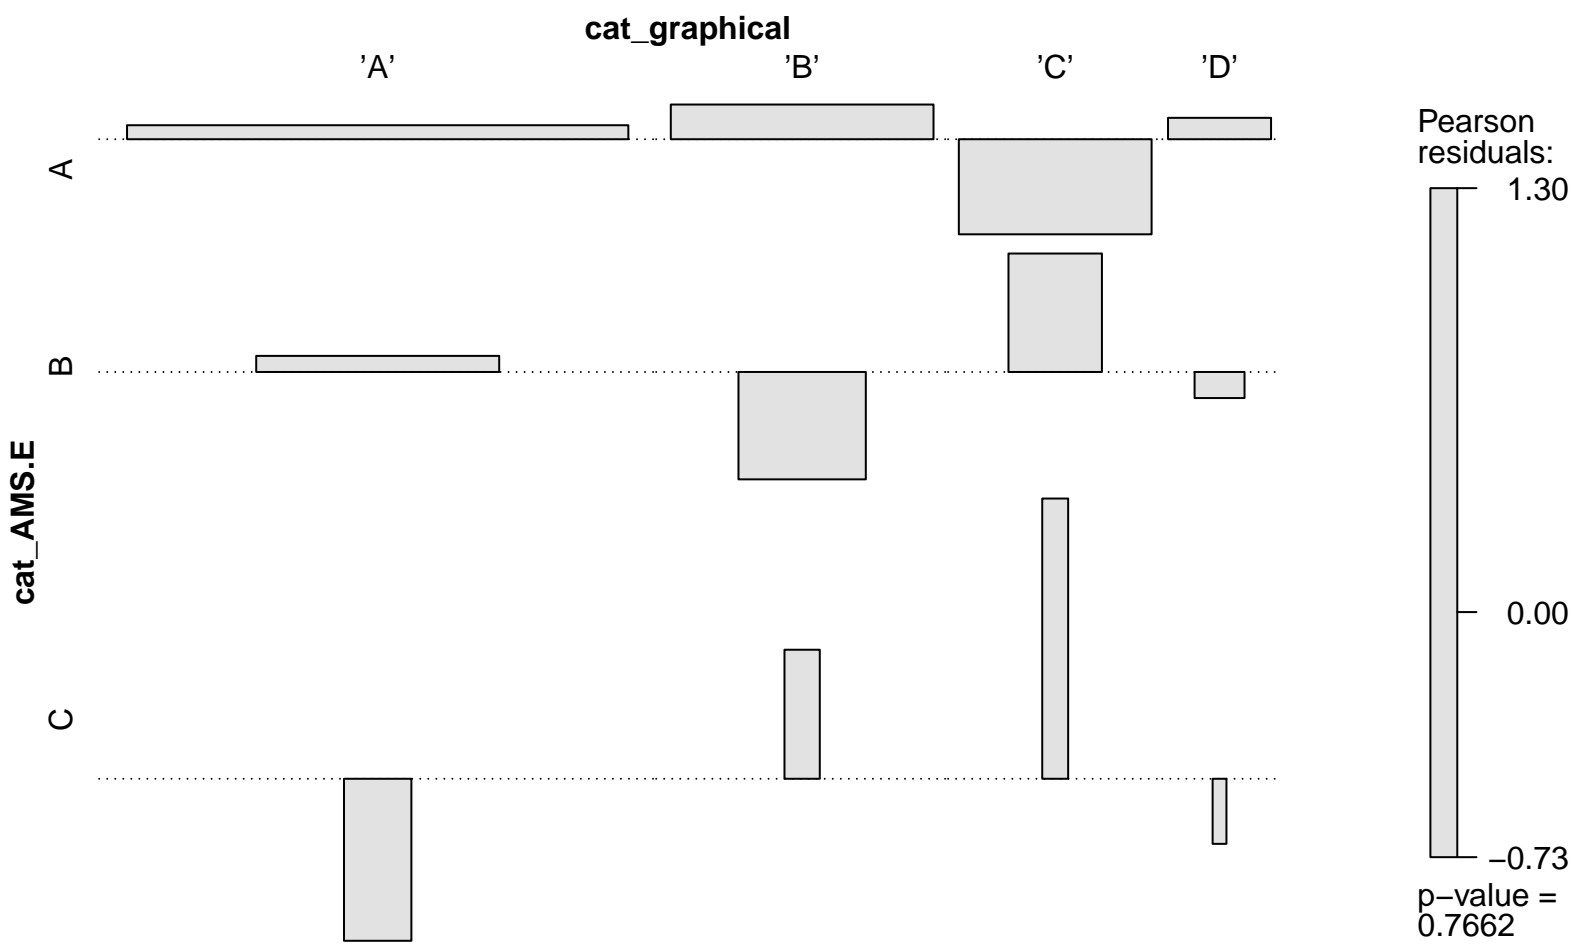 cat_graphical
’A’ ’B’ ’C’ ’D’
Pearson
residuals:
1.30
0.00
−0.73
p−value =
0.7662
cat_AMS.E
A
B
C